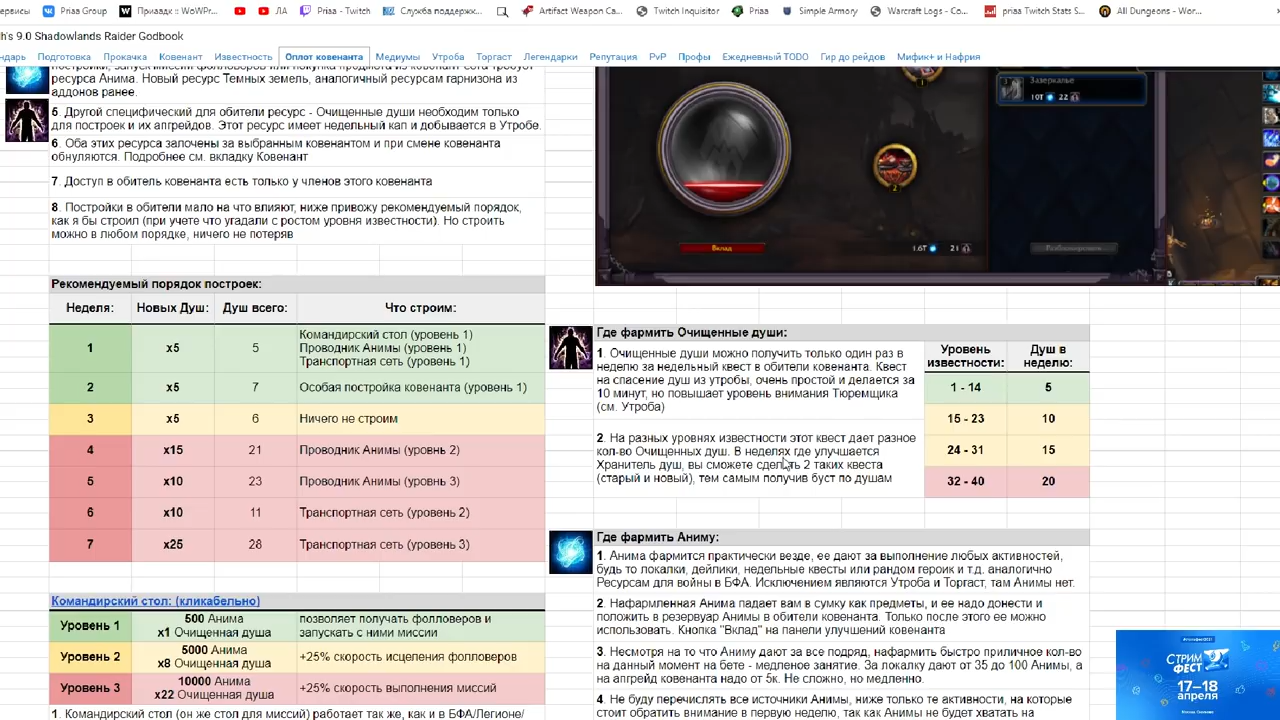 ервисы Priaa Group Приаадк :: WoWPr... ЛА Priaa - Twitch Служба поддержк... Artifact Weapon Ca... Twitch Inquisitor Priaa Simple Armory Warcraft Logs - Co... priaa Twitch Stats S... All Dungeons - Wor...
h's 9.0 Shadowlands Raider Godbook
ндарь Подготовка Прокачка Ковенант Известность Оплот ковенанта Медиумы Утроба Торгаст Легендарки Репутация PvP Профы Ежедневный TODO Гир до рейдов Мифик+ и Нафрия
ресурса Анима. Новый ресурс Темных земель, аналогичный ресурсам гарнизона из
аддонов ранее.
5. Другой специфический для обители ресурс - Очищенные души необходим только
для построек и их апгрейдов. Этот ресурс имеет недельный кап и добывается в Утробе.
6. Оба этих ресурса започены за выбранным ковенантом и при смене ковенанта
обнуляются. Подробнее см. вкладку Ковенант
7. Доступ в обитель ковенанта есть только у членов этого ковенанта
8. Постройки в обители мало на что влияют, ниже привожу рекомендуемый порядок,
как я бы строил (при учете что угадали с ростом уровня известности). Но строить
можно в любом порядке, ничего не потеряв
Зазеркалье
10T 22
1
2
Вклад
1.6T 21
Разблокировать
Рекомендуемый порядок построек:
Неделя: Новых Душ: Душ всего: Что строим:
1 x5 5 Командирский стол (уровень 1)
Проводник Анимы (уровень 1)
Транспортная сеть (уровень 1)
2 x5 7 Особая постройка ковенанта (уровень 1)
3 x5 6 Ничего не строим
4 x15 21 Проводник Анимы (уровнь 2)
5 x10 23 Проводник Анимы (уровень 3)
6 x10 11 Транспортная сеть (уровень 2)
7 x25 28 Транспортная сеть (уровень 3)
Командирский стол: (кликабельно)
Уровень 1 500 Анима
x1 Очищенная душа позволяет получать фолловеров и
запускать с ними миссии
Уровень 2 5000 Анима
x8 Очищенная душа +25% скорость исцеления фолловеров
Уровень 3 10000 Анима
x22 Очищенная душа +25% скорость выполнения миссий
1. Командирский стол (он же стол для миссий) работает так же, как и в БФА/Легионе/
Где фармить Очищенные души:
1. Очищенные души можно получить только один раз в
неделю за недельный квест в обители ковенанта. Квест
на спасение душ из утробы, очень простой и делается за
10 минут, но повышает уровень внимания Тюремщика
(см. Утроба)
2. На разных уровнях известности этот квест дает разное
кол-во Очищенных душ. В неделях где улучшается
Хранитель душ, вы сможете сделать 2 таких квеста
(старый и новый), тем самым получив буст по душам
Уровень
известности: Душ в
неделю:
1 - 14 5
15 - 23 10
24 - 31 15
32 - 40 20
Где фармить Аниму:
1. Анима фармится практически везде, ее дают за выполнение любых активностей,
будь то локалки, дейлики, недельные квесты или рандом героик и т.д. аналогично
Ресурсам для войны в БФА. Исключением являются Утроба и Торгаст, там Анимы нет.
2. Нафармленная Анима падает вам в сумку как предметы, и ее надо донести и
положить в резервуар Анимы в обители ковенанта. Только после этого ее можно
использовать. Кнопка "Вклад" на панели улучшений ковенанта
3. Несмотря на то что Аниму дают за все подряд, нафармить быстро приличное кол-во
на данный момент на бете - медленое занятие. За локалку дают от 35 до 100 Анимы, а
на апгрейд ковенанта надо от 5к. Не сложно, но медленно.
4. Не буду перечислять все источники Анимы, ниже только те активности, на которые
стоит обратить внимание в первую неделю, так как Анимы не будет хватать на
СТРИМ
ФЕСТ
17–18
апреля